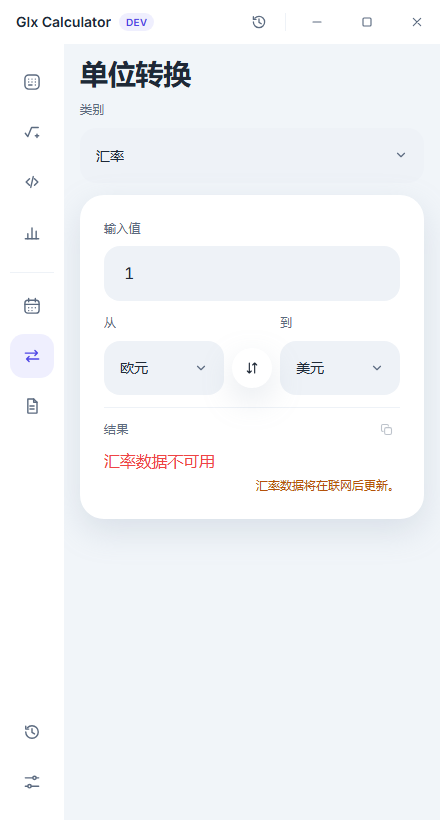 Glx Calculator DEV
单位转换
类别
汇率
输入值
1
从 到
欧元 美元
结果
汇率数据不可用
汇率数据将在联网后更新。